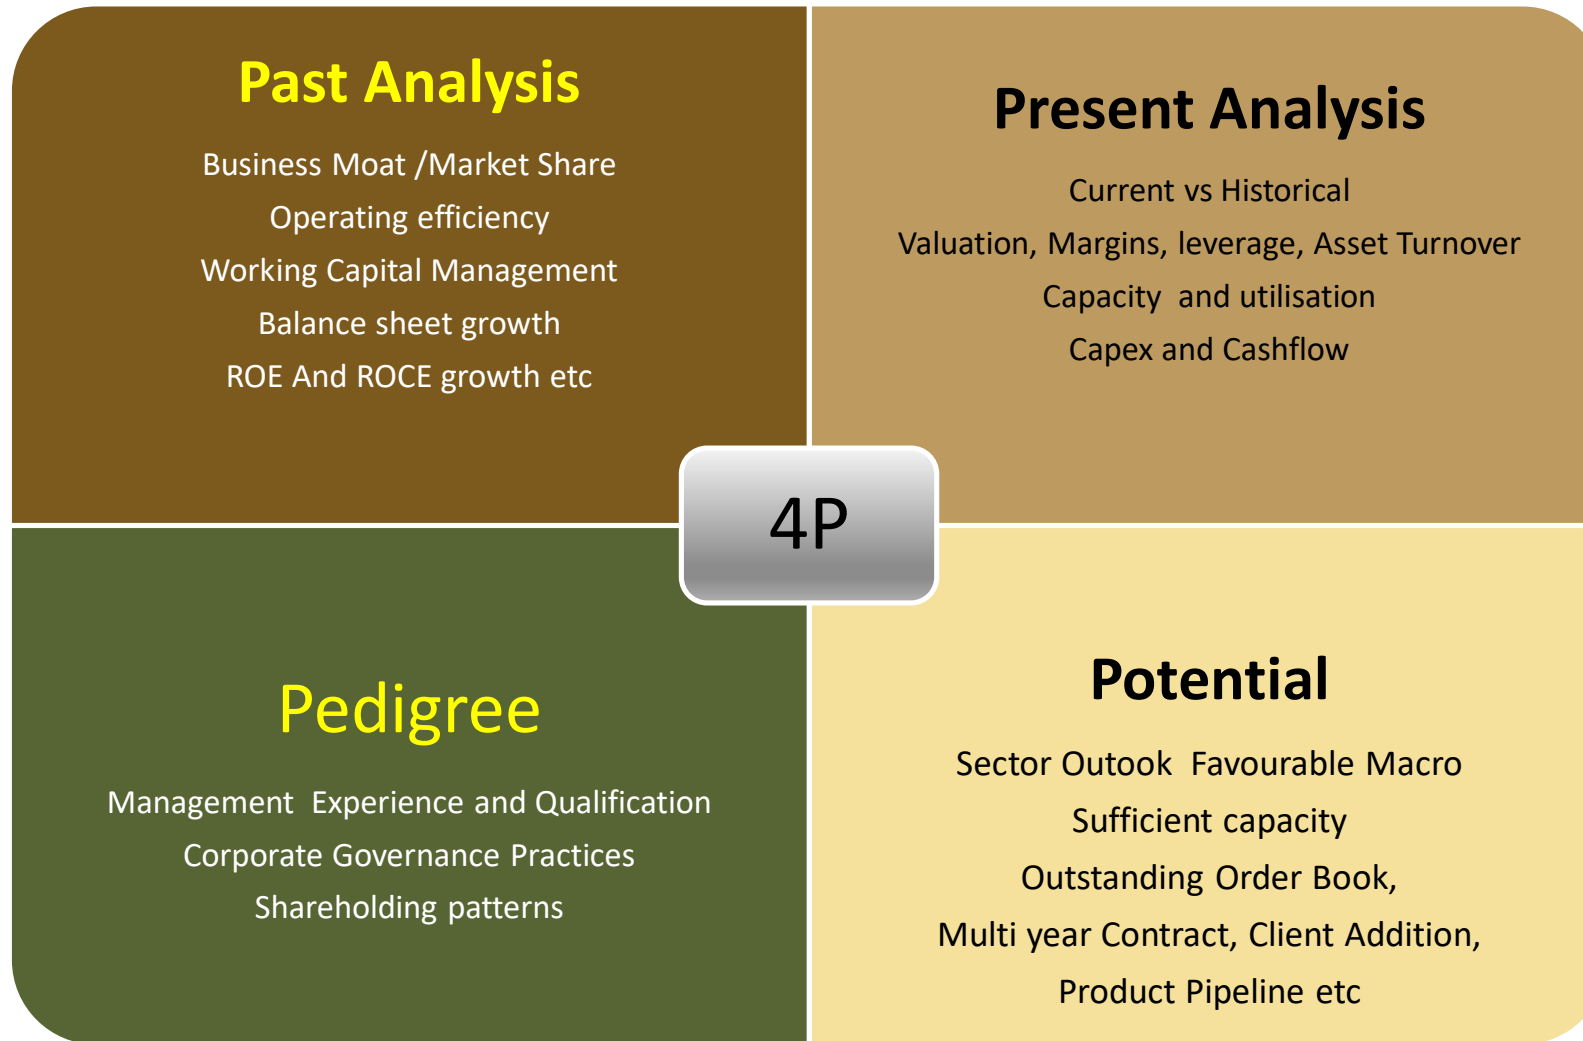 Past Analysis
Business Moat /Market Share
Operating efficiency
Working Capital Management
Balance sheet growth
ROE And ROCE growth etc
Present Analysis
Current vs Historical
Valuation, Margins, leverage, Asset Turnover
Capacity and utilisation
Capex and Cashflow
4P
Pedigree
Management Experience and Qualification
Corporate Governance Practices
Shareholding patterns
Potential
Sector Outook Favourable Macro
Sufficient capacity
Outstanding Order Book,
Multi year Contract, Client Addition,
Product Pipeline etc